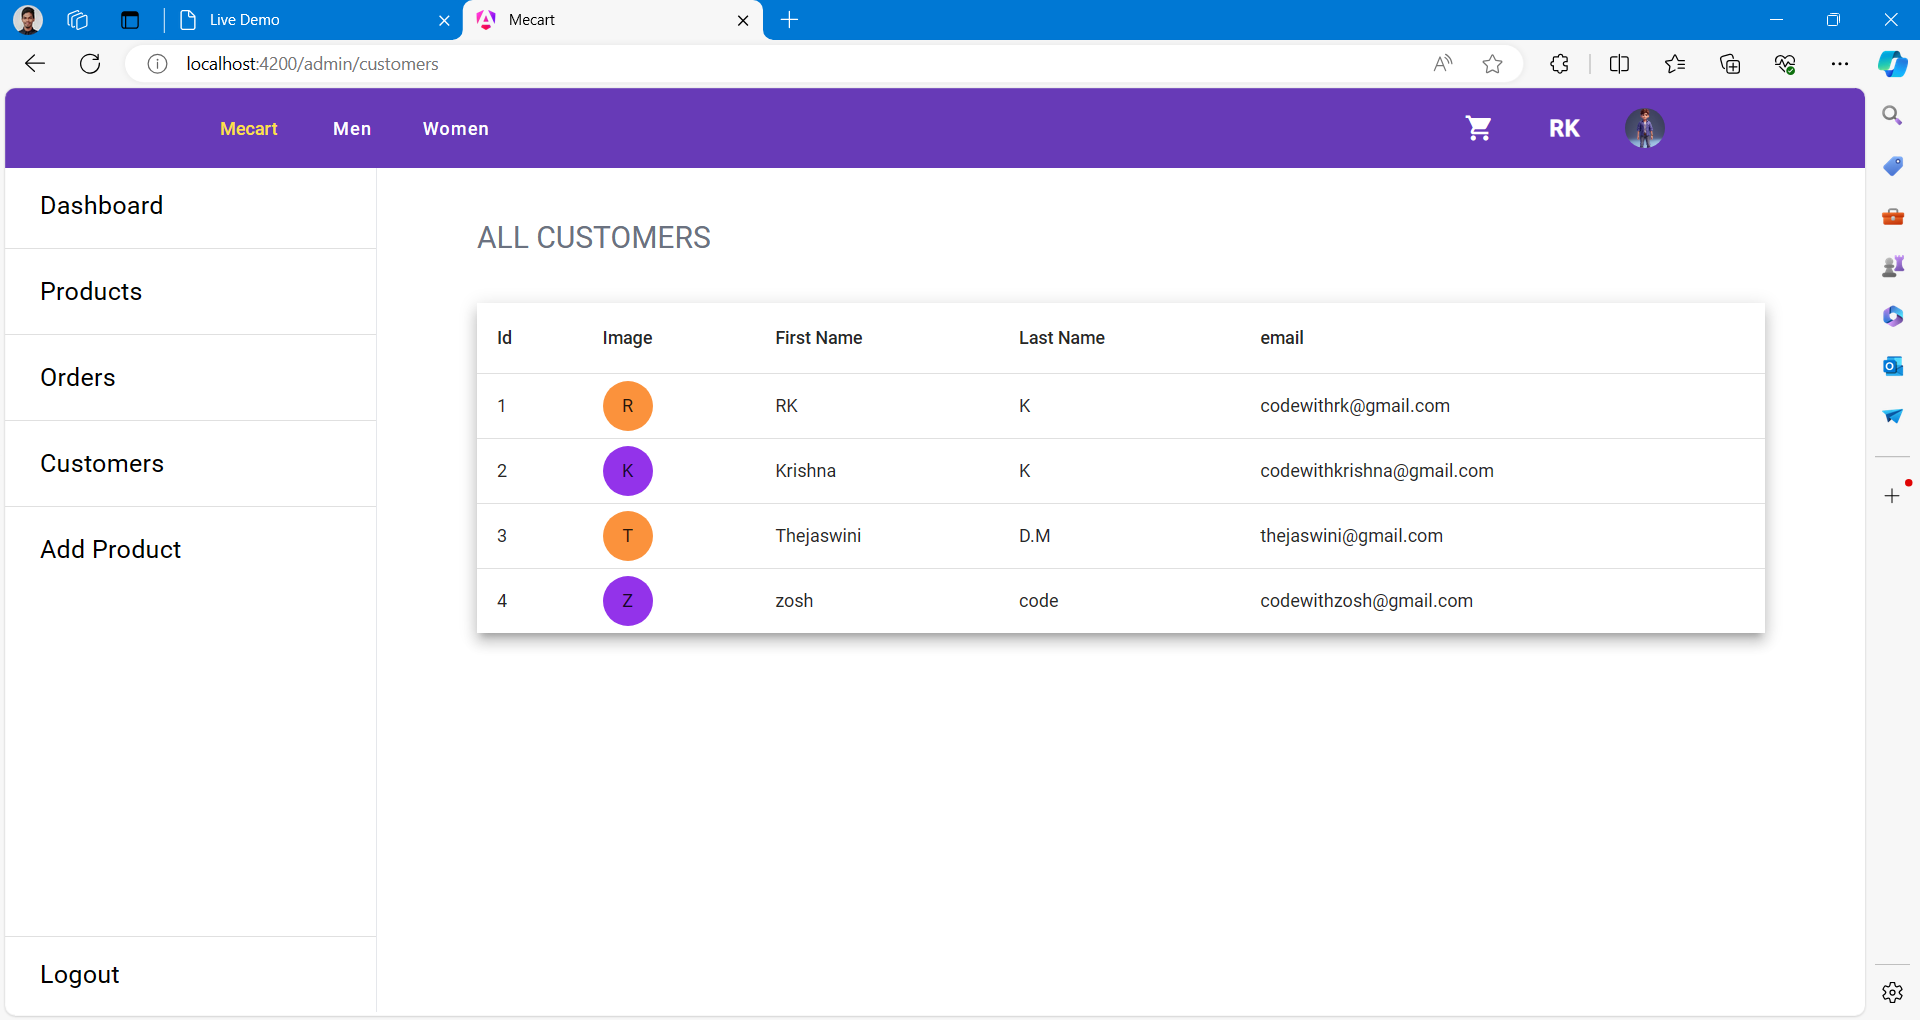 Live Demo
Mecart
localhost:4200/admin/customers
Mecart Men Women RK
Dashboard
Products
Orders
Customers
Add Product
Logout
ALL CUSTOMERS
Id Image First Name Last Name email
1 R RK K codewithrk@gmail.com
2 K Krishna K codewithkrishna@gmail.com
3 T Thejaswini D.M thejaswini@gmail.com
4 Z zosh code codewithzosh@gmail.com